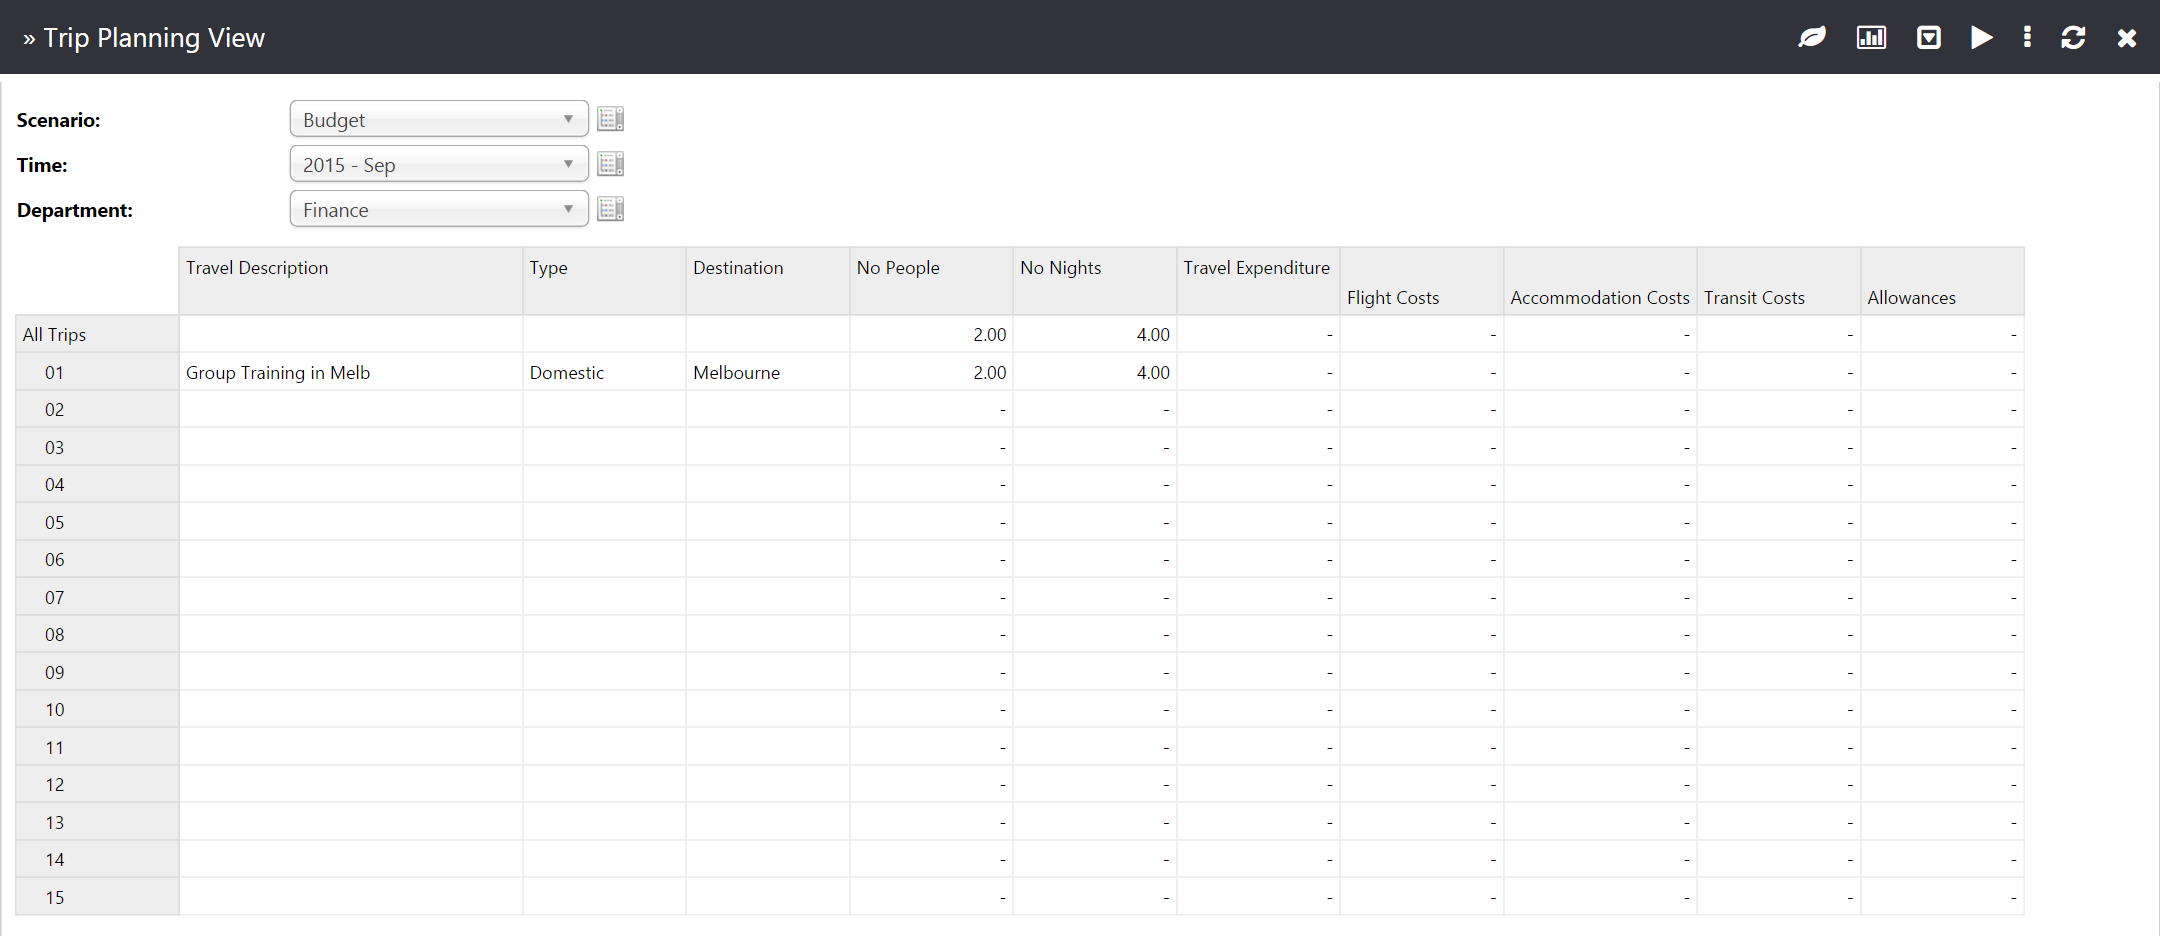 » Trip Planning View
Scenario: Budget
Time: 2015 - Sep
Department: Finance
Travel Description Type Destination No People No Nights Travel Expenditure
Flight Costs Accommodation Costs Transit Costs Allowances
All Trips 2.00 4.00 - - - - -
01 Group Training in Melb Domestic Melbourne 2.00 4.00 - - - - -
02 - - - - - - -
03 - - - - - - -
04 - - - - - - -
05 - - - - - - -
06 - - - - - - -
07 - - - - - - -
08 - - - - - - -
09 - - - - - - -
10 - - - - - - -
11 - - - - - - -
12 - - - - - - -
13 - - - - - - -
14 - - - - - - -
15 - - - - - - -